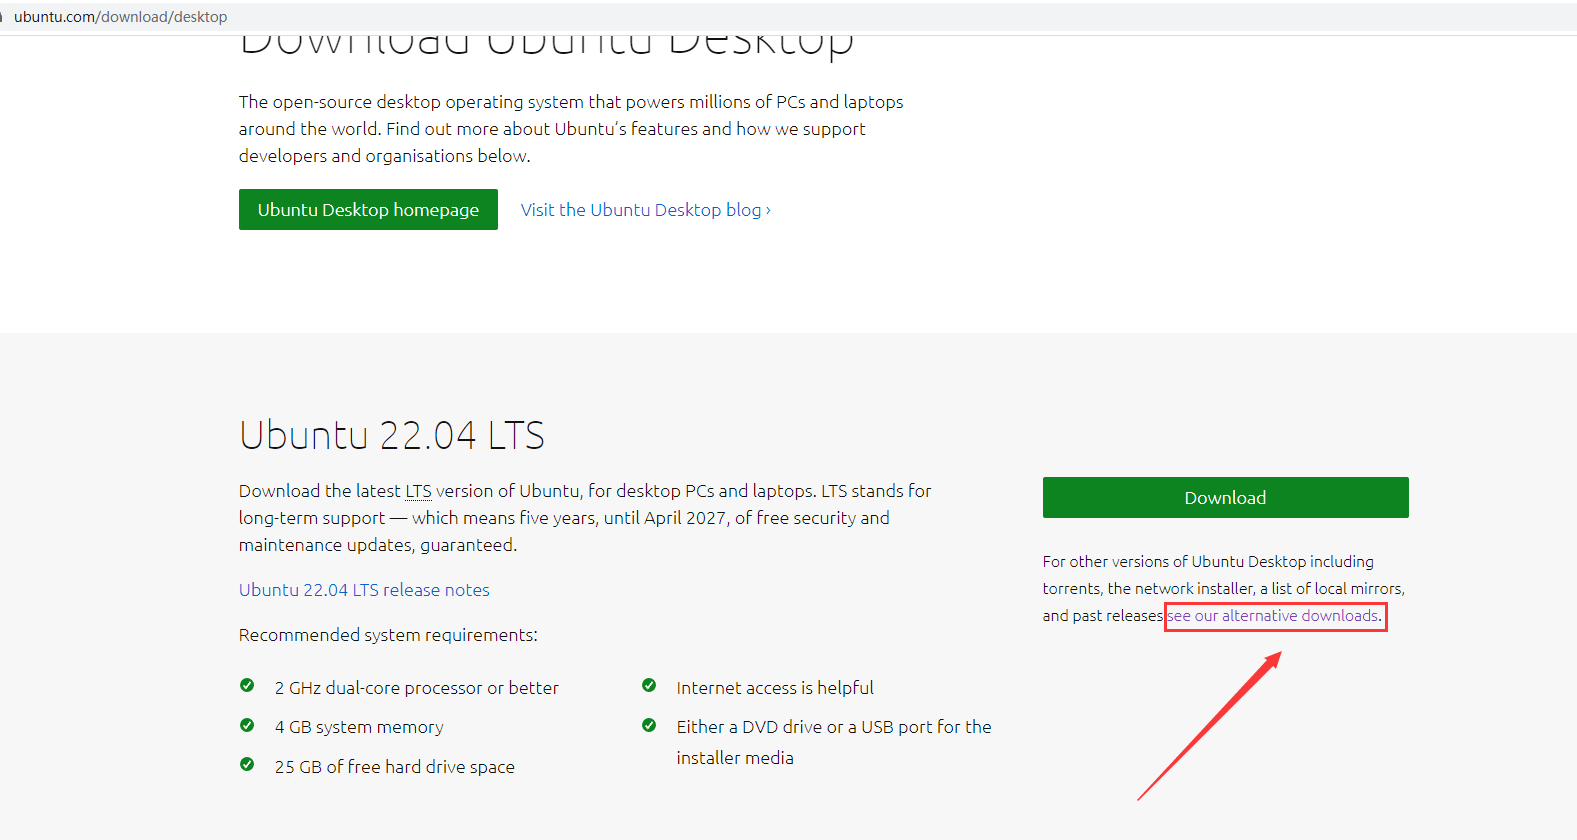 ubuntu.com/download/desktop
Download Ubuntu Desktop
The open-source desktop operating system that powers millions of PCs and laptops
around the world. Find out more about Ubuntu's features and how we support
developers and organisations below.
Ubuntu Desktop homepage
Visit the Ubuntu Desktop blog ›
Ubuntu 22.04 LTS
Download the latest LTS version of Ubuntu, for desktop PCs and laptops. LTS stands for
long-term support — which means five years, until April 2027, of free security and
maintenance updates, guaranteed.
Ubuntu 22.04 LTS release notes
Recommended system requirements:
2 GHz dual-core processor or better
4 GB system memory
25 GB of free hard drive space
Internet access is helpful
Either a DVD drive or a USB port for the
installer media
Download
For other versions of Ubuntu Desktop including
torrents, the network installer, a list of local mirrors,
and past releases see our alternative downloads.